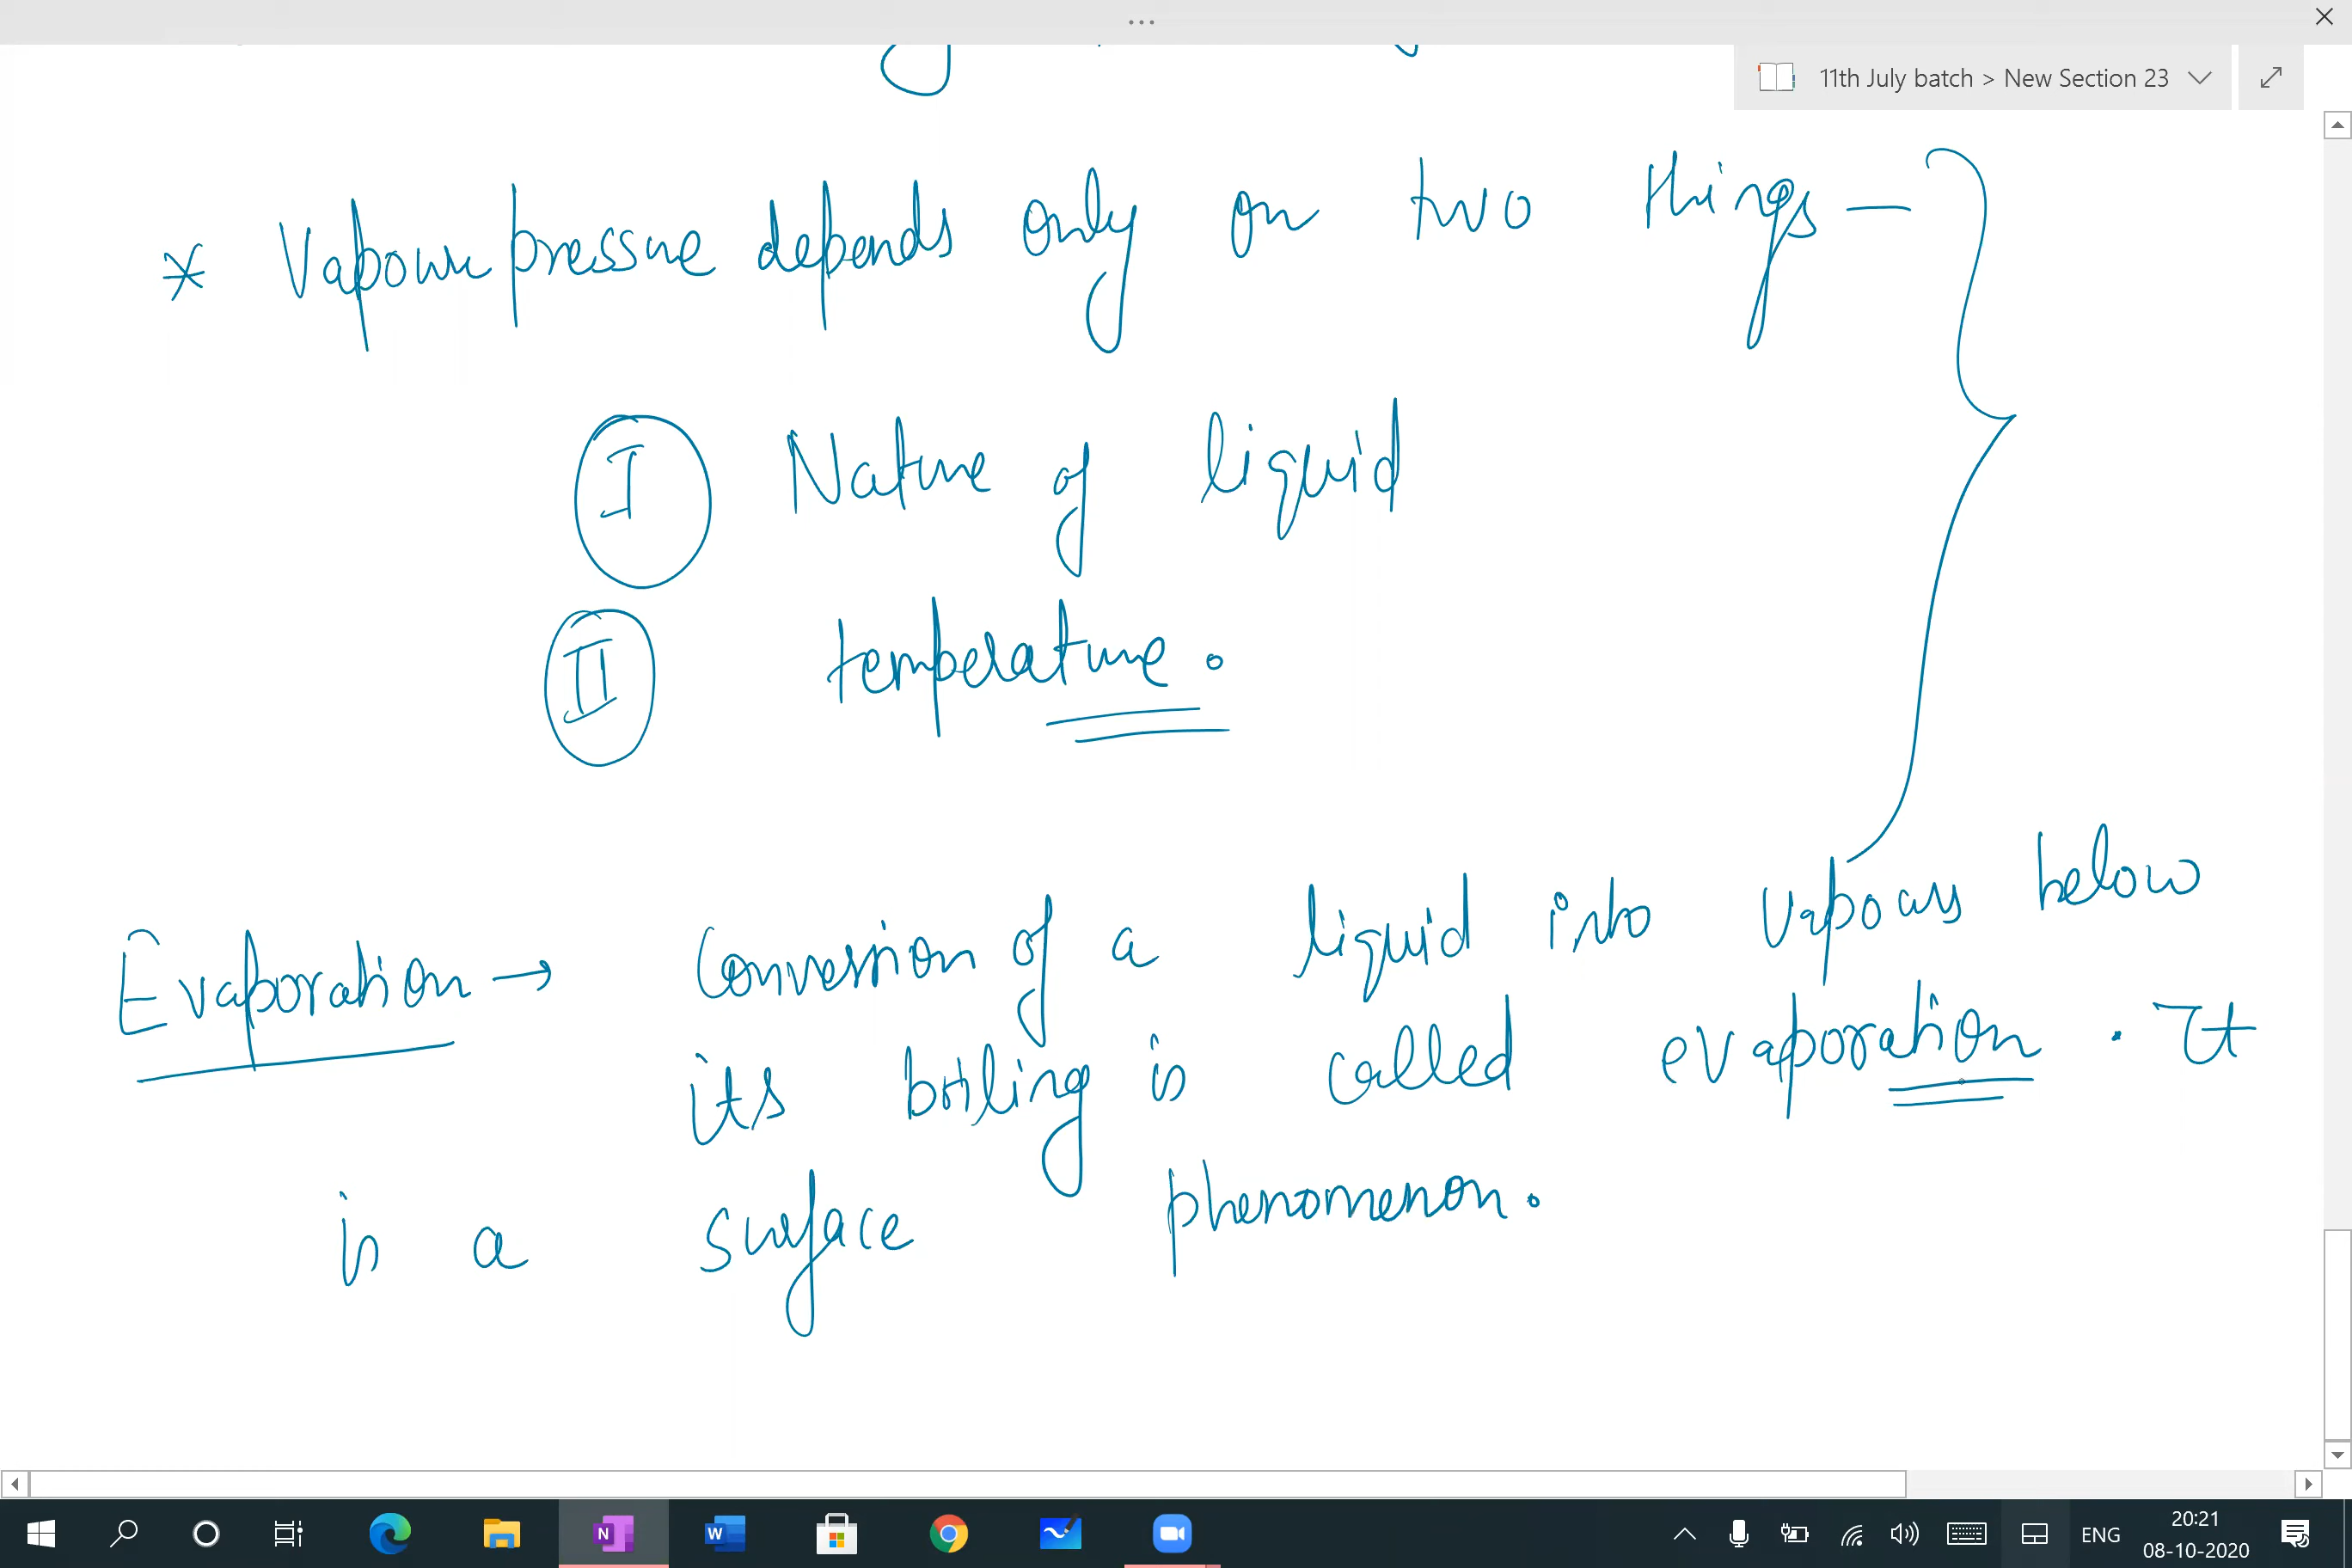 11th July batch > New Section 23
* Vapour pressure depends only on two things —
I Nature of liquid
II temperature.
Evaporation → Conversion of a liquid into vapours below
its boiling is called evaporation. It
is a surface phenomenon.
N
W
ENG
20:21
08-10-2020